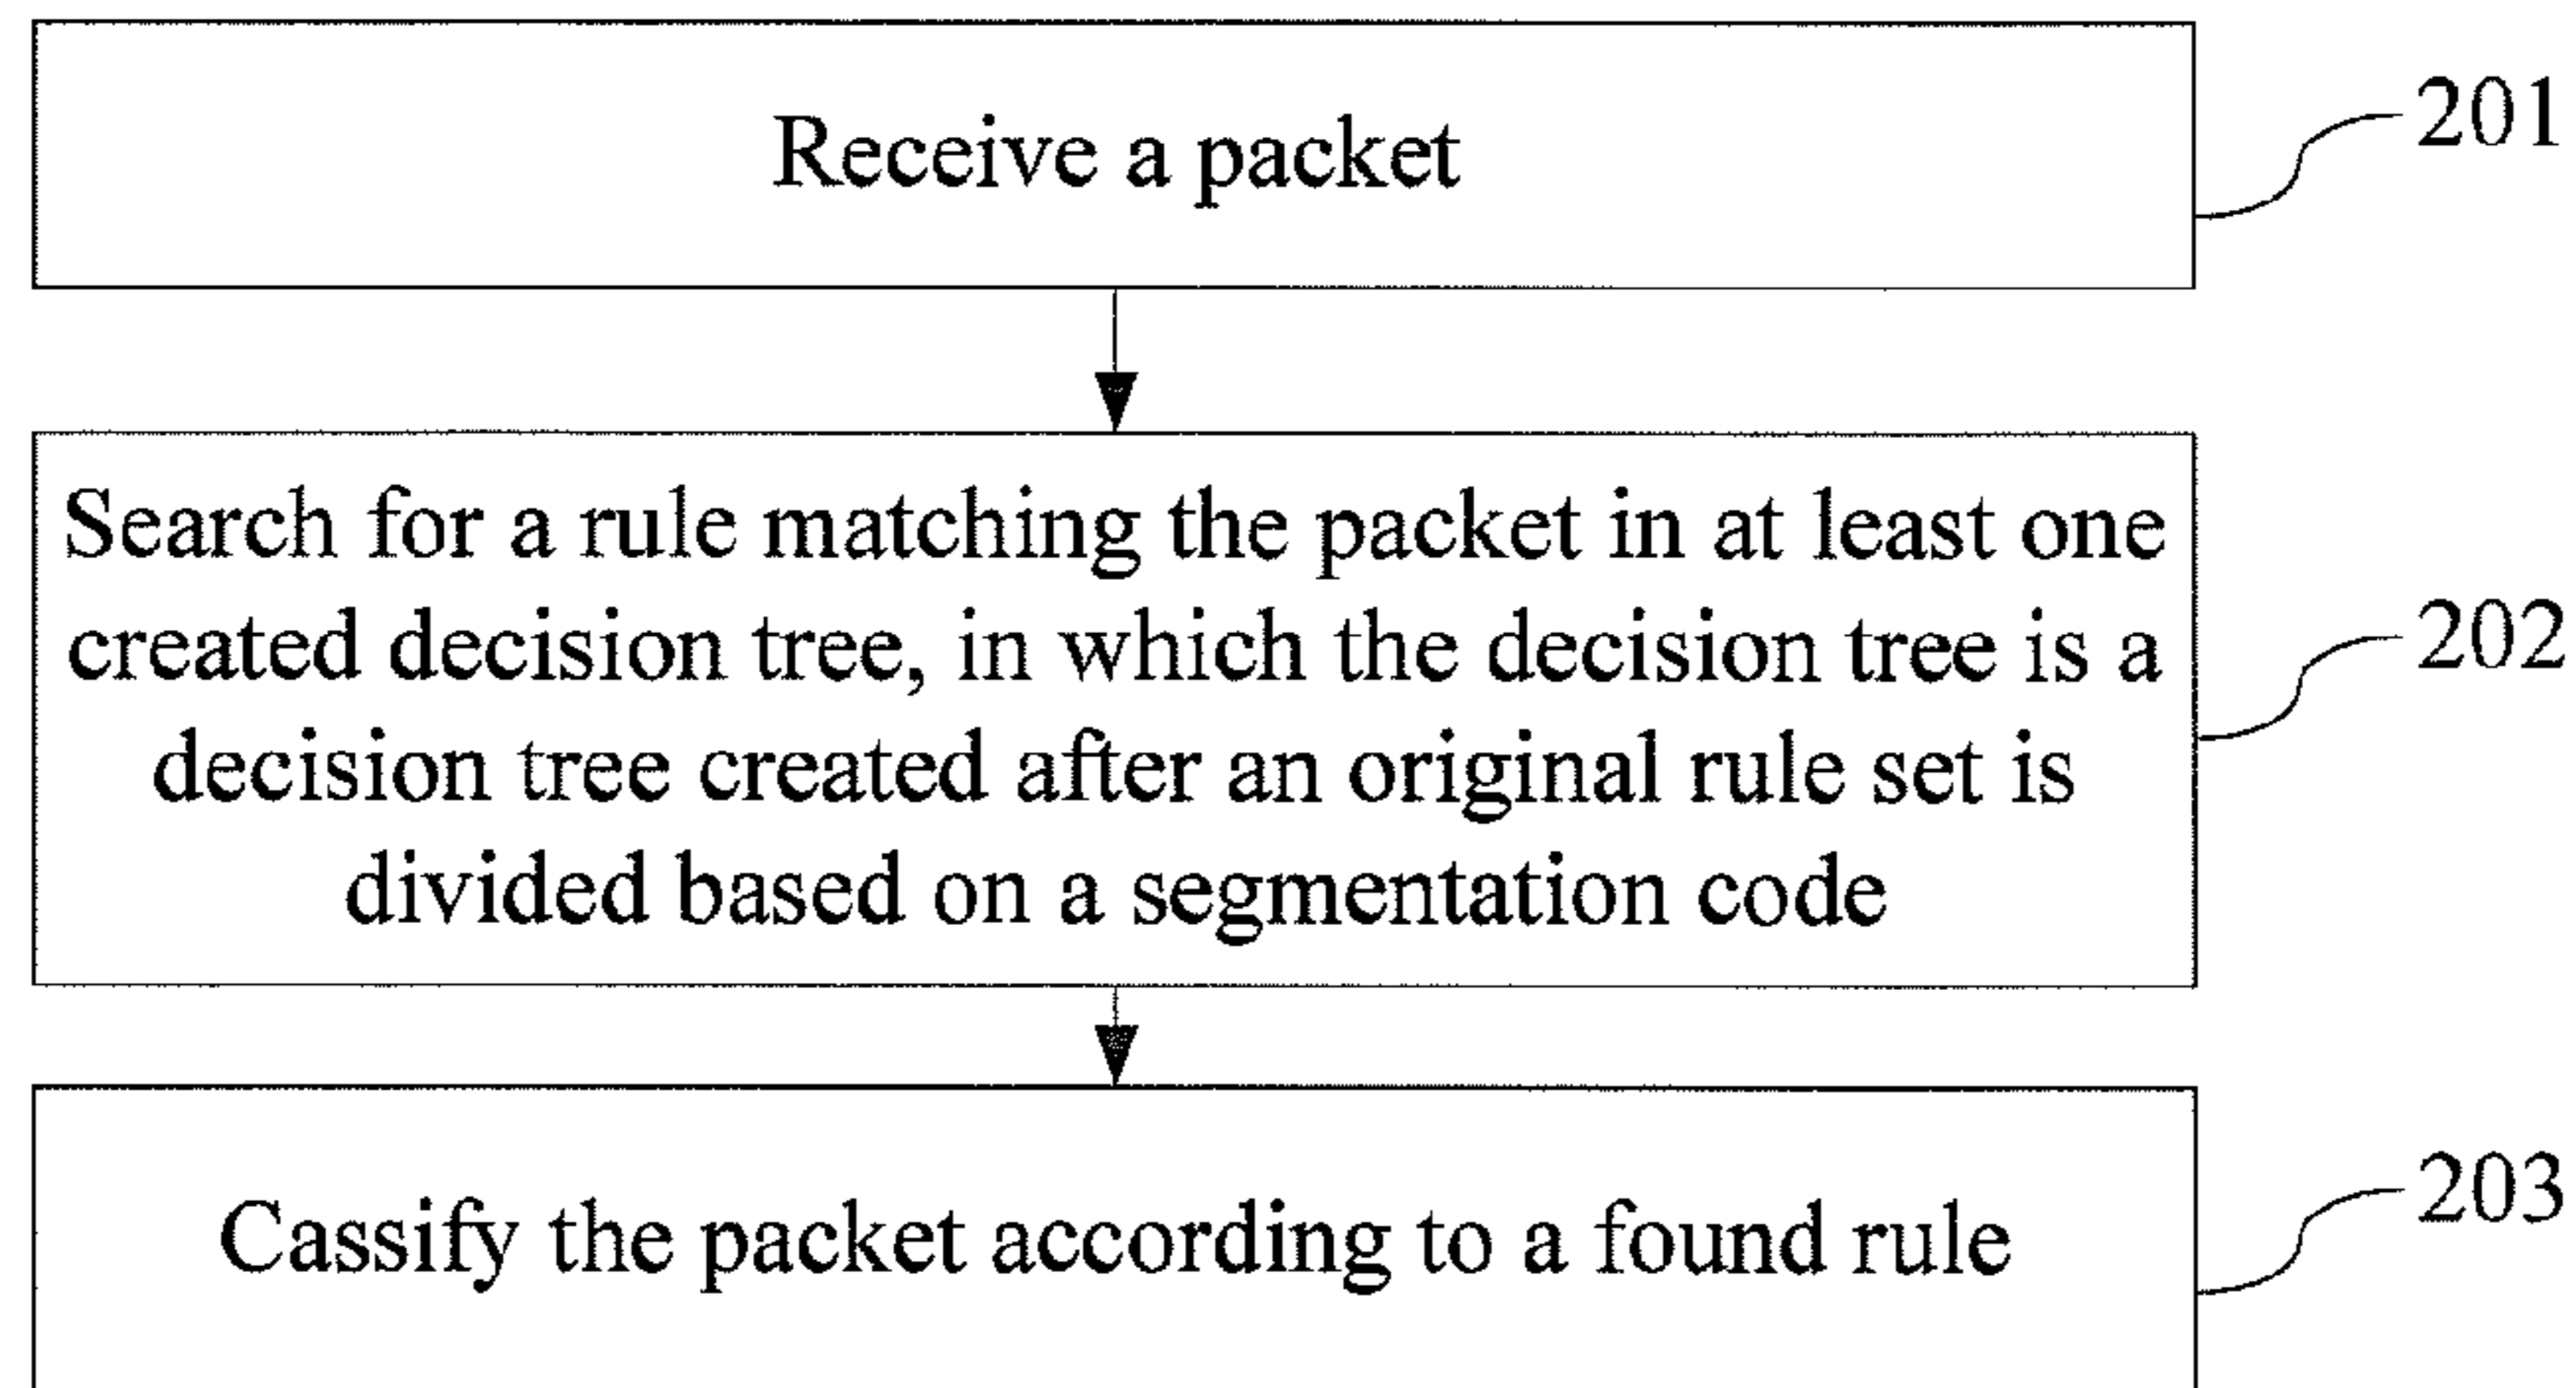 Receive a packet
201
Search for a rule matching the packet in at least one
created decision tree, in which the decision tree is a
decision tree created after an original rule set is
divided based on a segmentation code
202
Cassify the packet according to a found rule
203